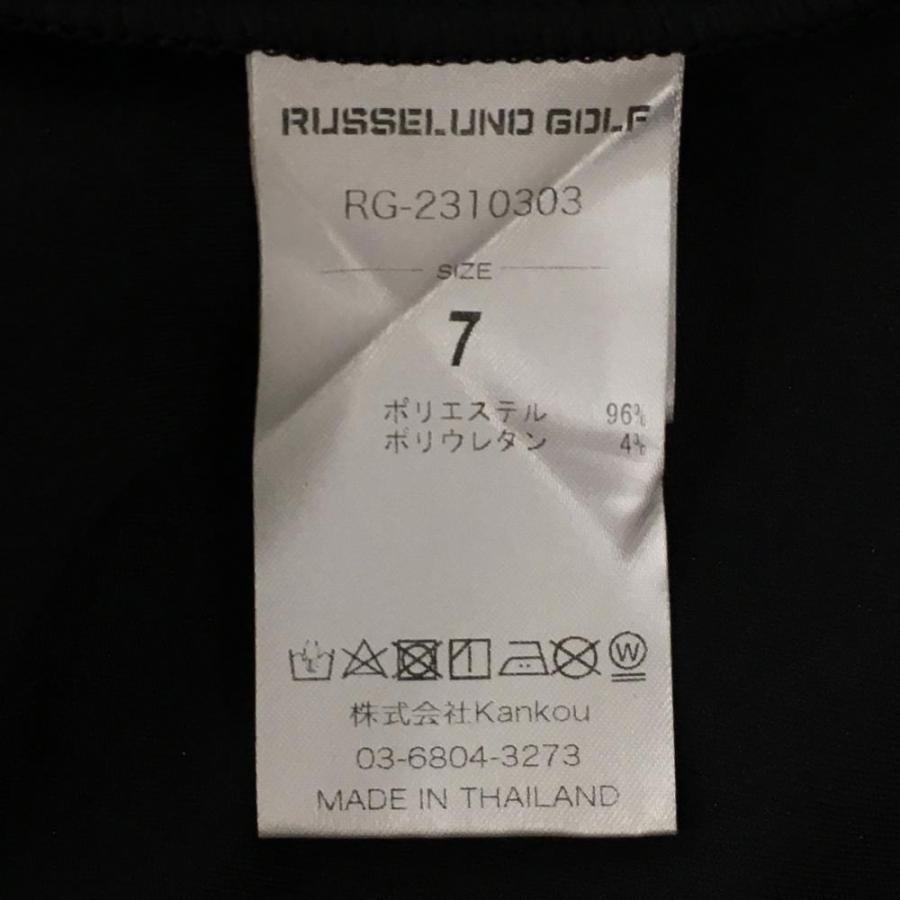 RUSSELUNO GOLF
RG-2310303
SIZE
7
ポリエステル 96%
ポリウレタン 4%
W
株式会社Kankou
03-6804-3273
MADE IN THAILAND